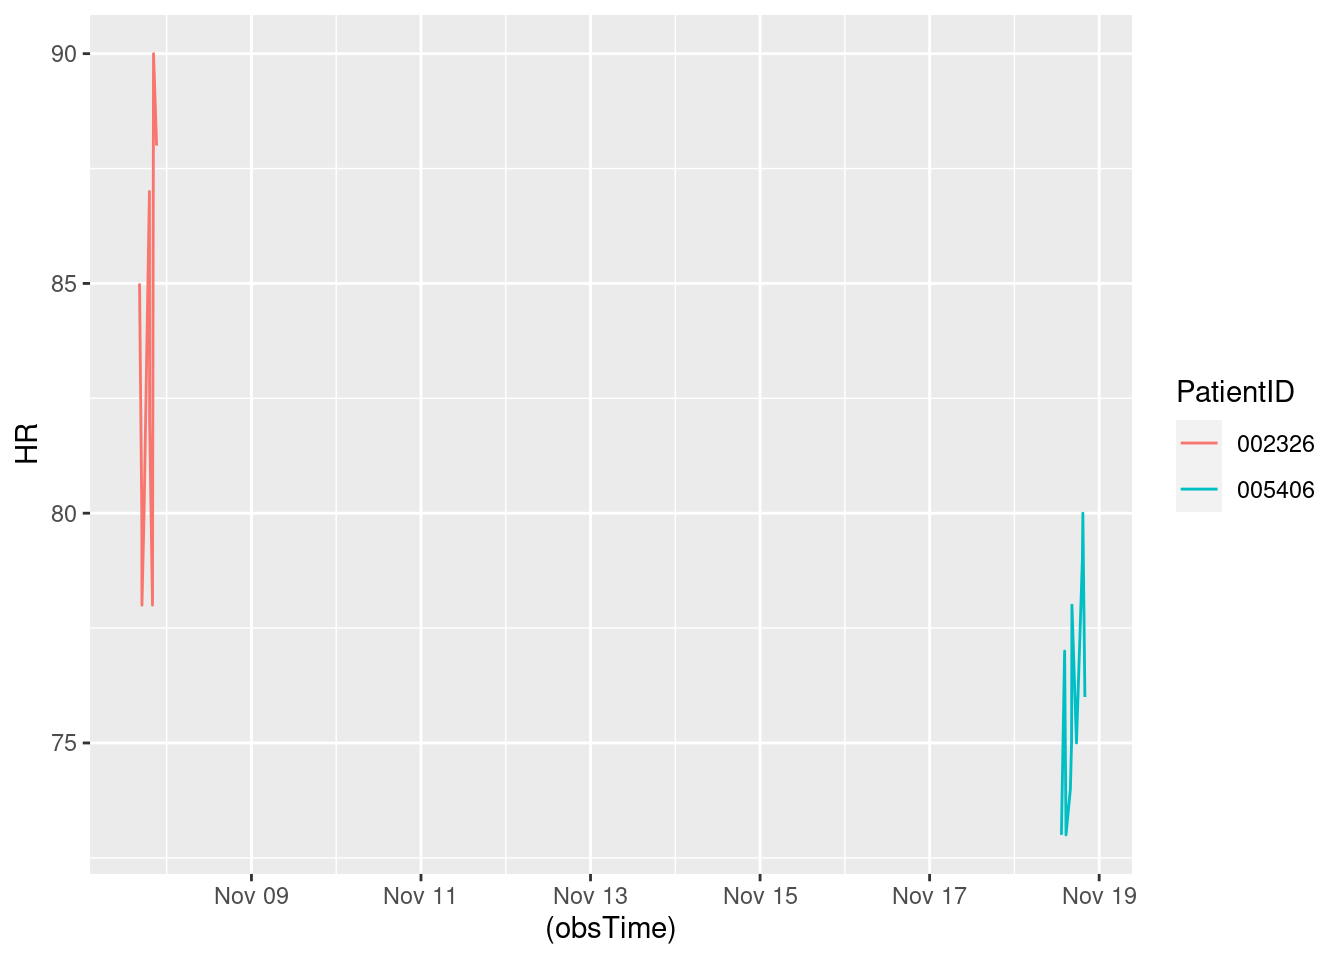 90
85
80
75
HR
Nov 09
Nov 11
Nov 13
Nov 15
Nov 17
Nov 19
(obsTime)
PatientID
002326
005406